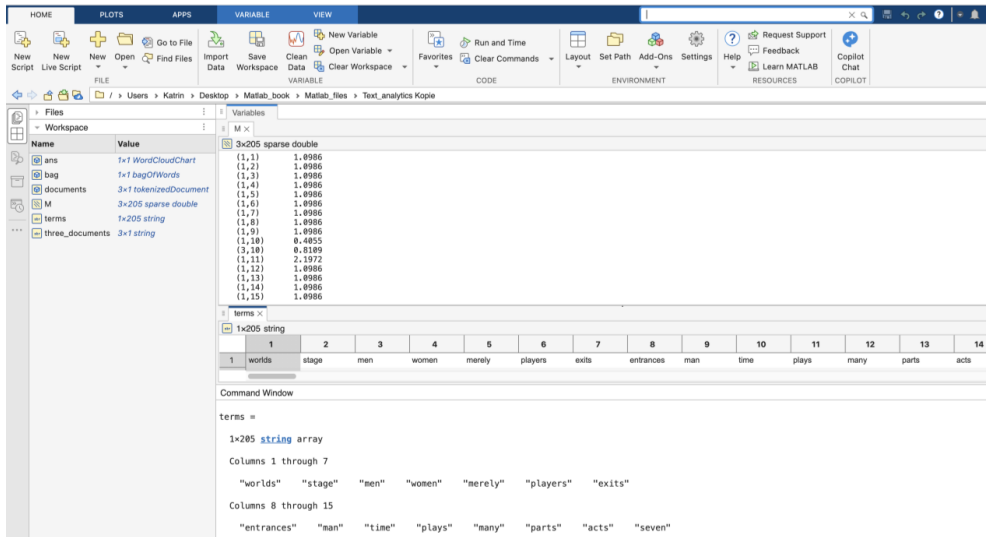 HOME PLOTS APPS VARIABLE VIEW
New Script
New Live Script
New
Open
Go to File
Find Files
FILE
Import Data
Save Workspace
Clean Data
New Variable
Open Variable
Clear Workspace
VARIABLE
Favorites
Run and Time
Clear Commands
CODE
Layout
Set Path
Add-Ons
Settings
ENVIRONMENT
Help
Request Support
Feedback
Learn MATLAB
RESOURCES
Copilot Chat
COPILOT
/ › Users › Katrin › Desktop › Matlab_book › Matlab_files › Text_analytics Kopie
Files
Workspace
Name Value
ans 1×1 WordCloudChart
bag 1×1 bagOfWords
documents 3×1 tokenizedDocument
M 3×205 sparse double
terms 1×205 string
three_documents 3×1 string
Variables
M
3×205 sparse double
(1,1) 1.0986
(1,2) 1.0986
(1,3) 1.0986
(1,4) 1.0986
(1,5) 1.0986
(1,6) 1.0986
(1,7) 1.0986
(1,8) 1.0986
(1,9) 1.0986
(1,10) 0.4055
(3,10) 0.8109
(1,11) 2.1972
(1,12) 1.0986
(1,13) 1.0986
(1,14) 1.0986
(1,15) 1.0986
terms
1×205 string
1 2 3 4 5 6 7 8 9 10 11 12 13 14
1 worlds stage men women merely players exits entrances man time plays many parts acts
Command Window
terms =
1×205 string array
Columns 1 through 7
"worlds" "stage" "men" "women" "merely" "players" "exits"
Columns 8 through 15
"entrances" "man" "time" "plays" "many" "parts" "acts" "seven"